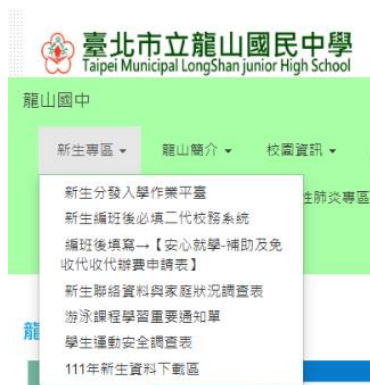 臺北市立龍山國民中學
Taipei Municipal LongShan junior High School
龍山國中
新生專區 龍山簡介 校園資訊
性肺炎專區
新生分發入學作業平臺
新生編班後必填二代校務系統
編班後填寫→【安心就學-補助及免
收代收代辦費申請表】
新生聯絡資料與家庭狀況調查表
游泳課程學習重要通知單
學生運動安全調查表
111年新生資料下載區